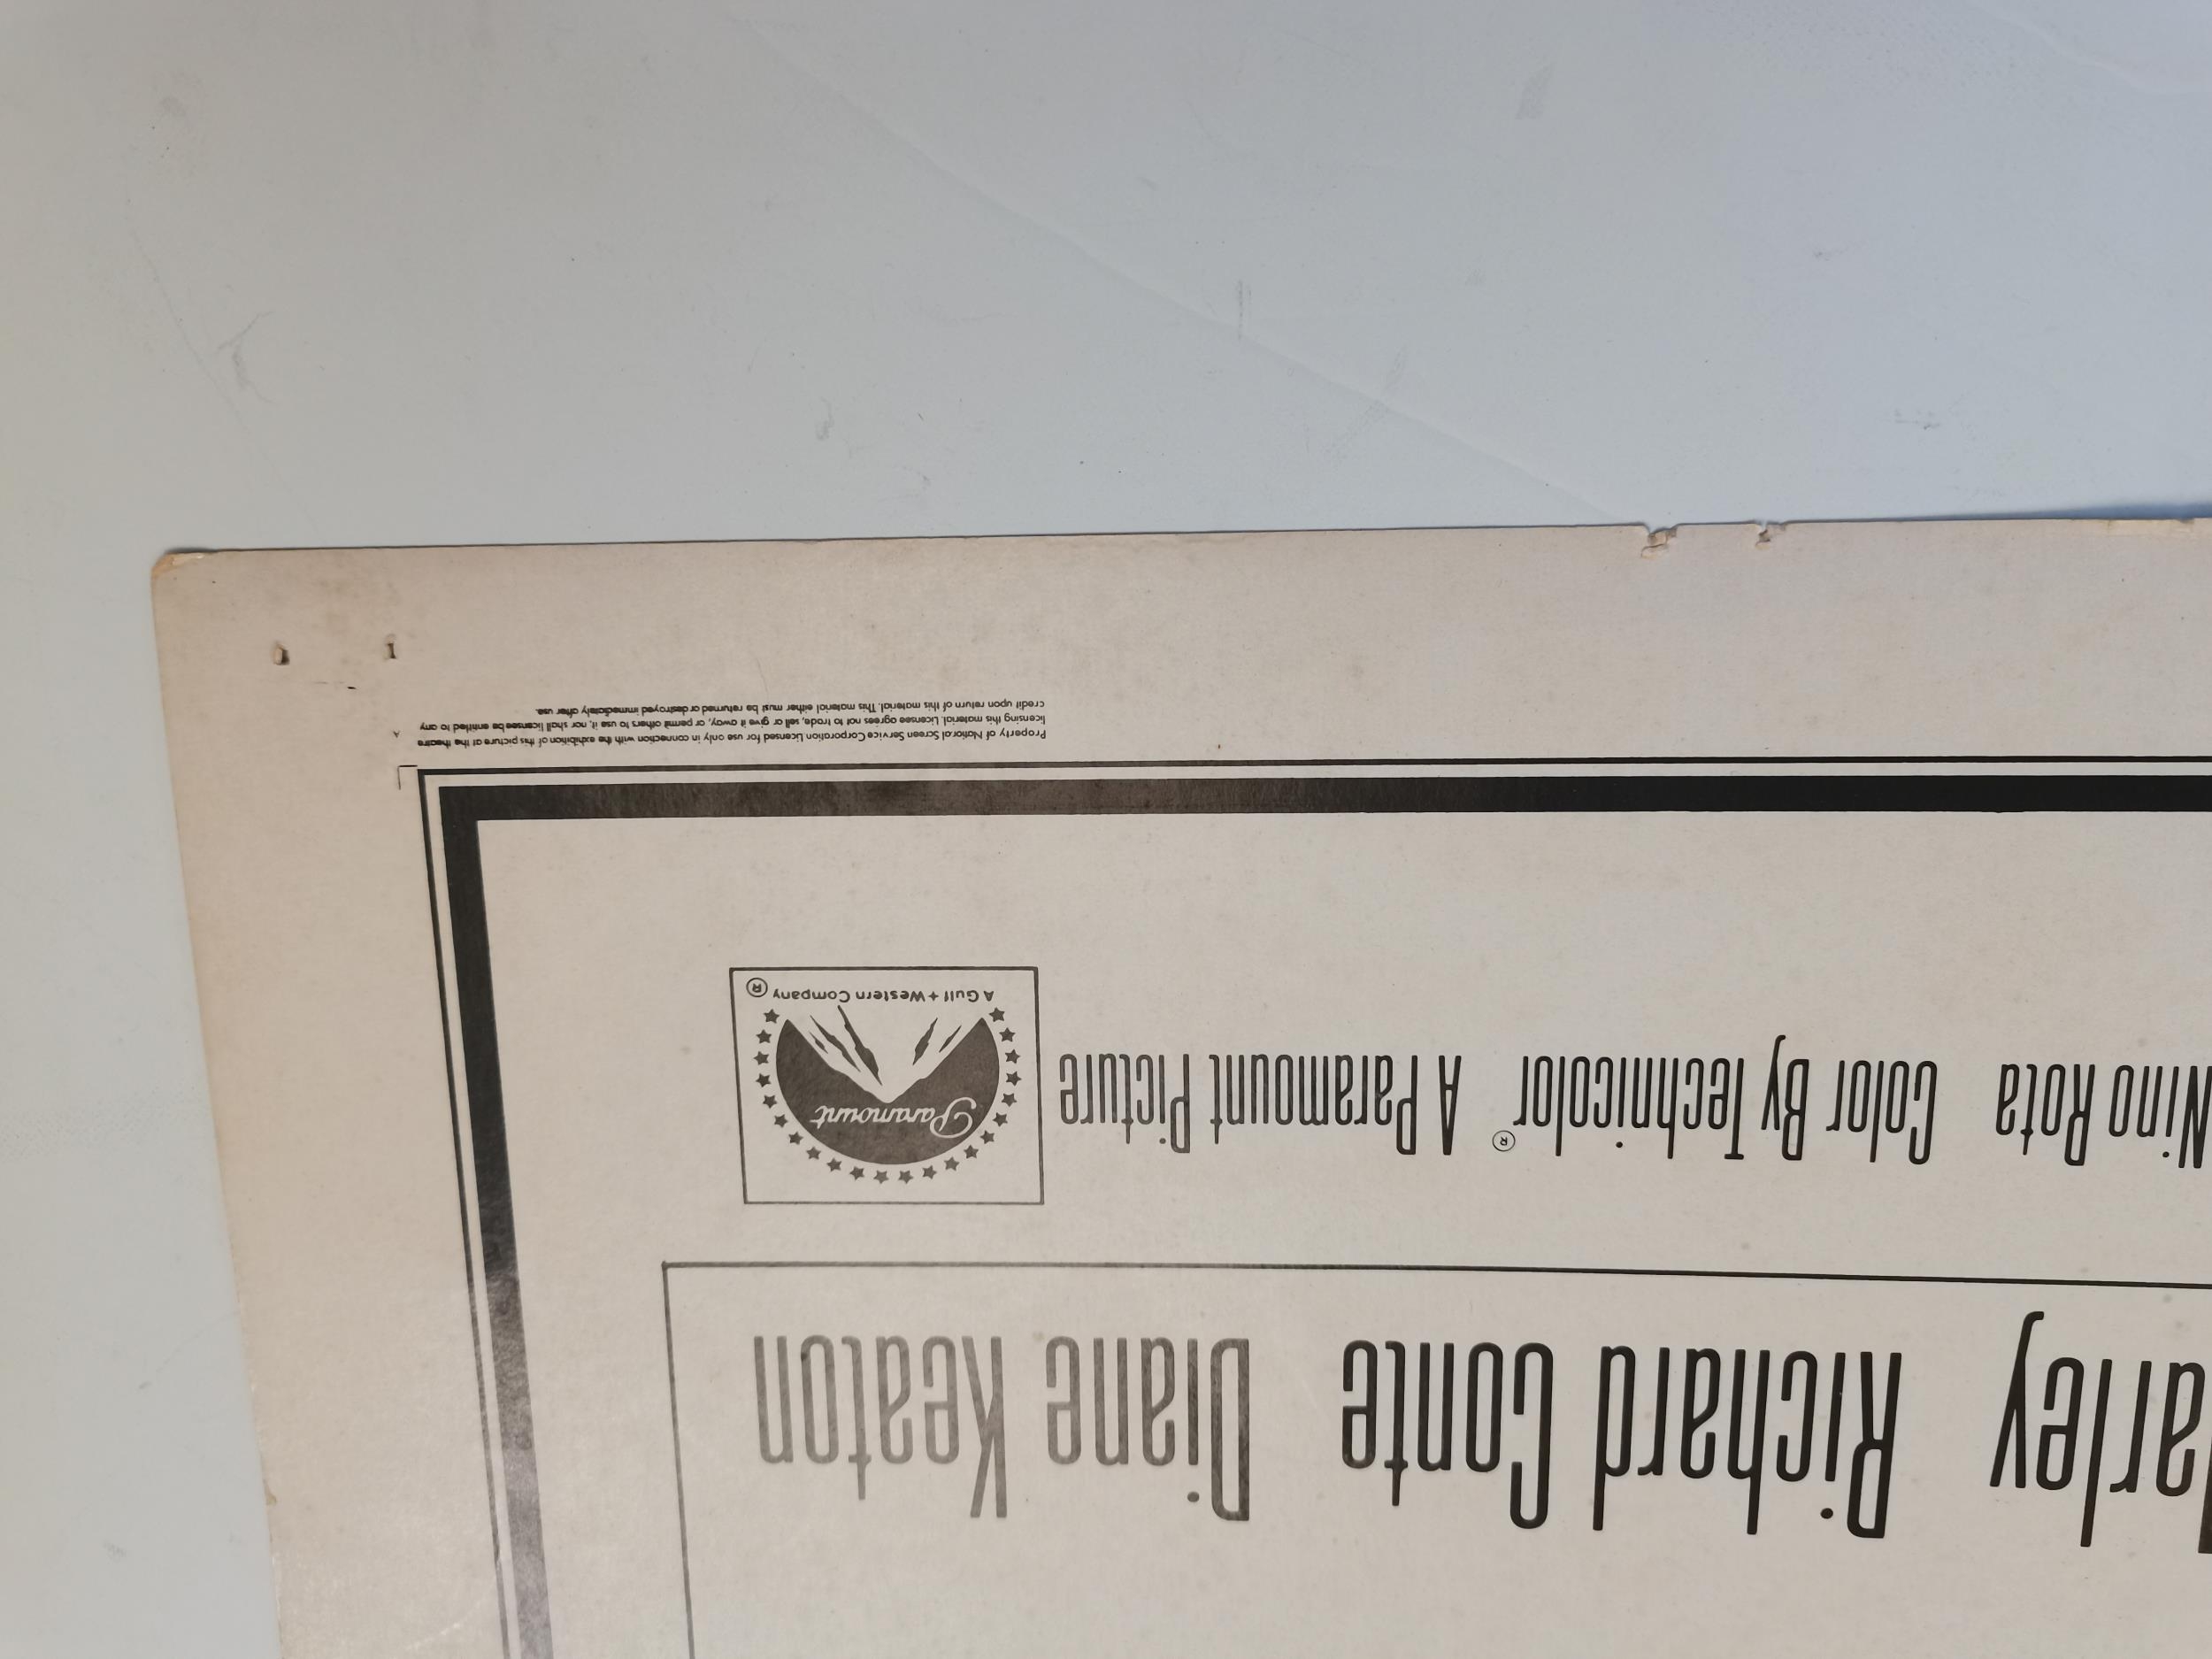 arley Richard Conte Diane Keaton
Nino Rota Color By Technicolor® A Paramount Picture
Paramount
A Gulf+Western Company ®
Property of National Screen Service Corporation Licensed for use only in connection with the exhibition of this picture at the theatre
licensing this material. Licensee agrees not to trade, sell or give it away, or permit others to use it, nor shall licensee be entitled to any
credit upon return of this material. This material either must be returned or destroyed immediately after use.